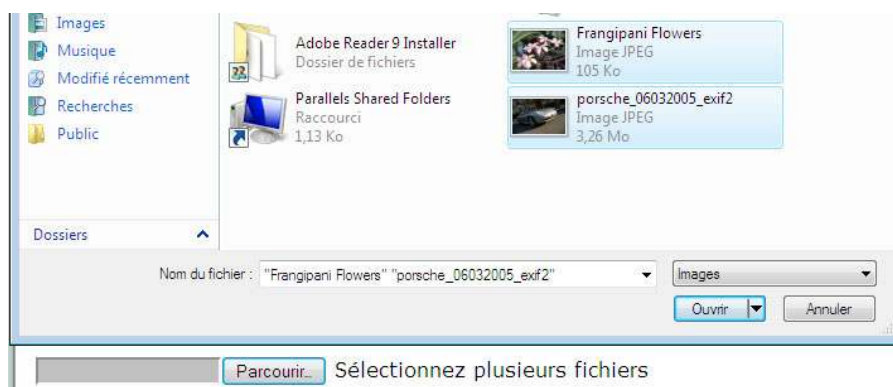 Images
Musique
Modifié récemment
Recherches
Public
Dossiers
Adobe Reader 9 Installer
Dossier de fichiers
Parallels Shared Folders
Raccourci
1,13 Ko
Frangipani Flowers
Image JPEG
105 Ko
porsche_06032005_exif2
Image JPEG
3,26 Mo
Nom du fichier : "Frangipani Flowers" "porsche_06032005_exif2"
Images
Ouvrir
Annuler
Parcourir... Sélectionnez plusieurs fichiers